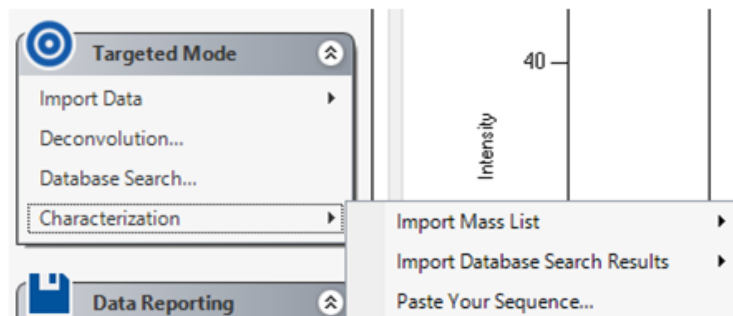 Targeted Mode
Import Data
Deconvolution...
Database Search...
Characterization
Data Reporting
40
Intensity
Import Mass List
Import Database Search Results
Paste Your Sequence...